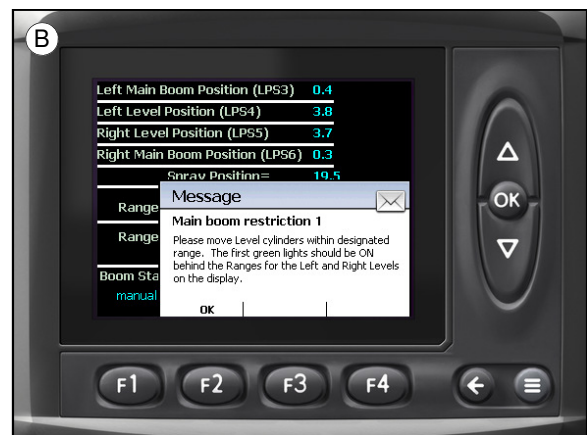 B
Left Main Boom Position (LPS3) 0.4
Left Level Position (LPS4) 3.8
Right Level Position (LPS5) 3.7
Right Main Boom Position (LPS6) 0.3
Spray Position= 19.5
Message
Range
Main boom restriction 1
Range
Please move Level cylinders within designated
range. The first green lights should be ON
behind the Ranges for the Left and Right Levels
on the display.
Boom Sta
manual
OK
OK
F1 F2 F3 F4